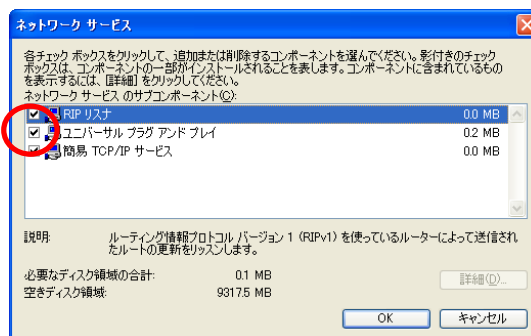 ネットワーク サービス
各チェック ボックスをクリックして、追加または削除するコンポーネントを選んでください。影付きのチェック
ボックスは、コンポーネントの一部がインストールされることを表します。コンポーネントに含まれているもの
を表示するには、[詳細] をクリックしてください。
ネットワーク サービス のサブコンポーネント(C):
RIP リスナ 0.0 MB
ユニバーサル プラグ アンド プレイ 0.2 MB
簡易 TCP/IP サービス 0.0 MB
説明: ルーティング情報プロトコル バージョン 1 (RIPv1) を使っているルーターによって送信され
たルートの更新をリッスンします。
必要なディスク領域の合計: 0.1 MB
詳細(D)...
空きディスク領域: 9317.5 MB
OK キャンセル